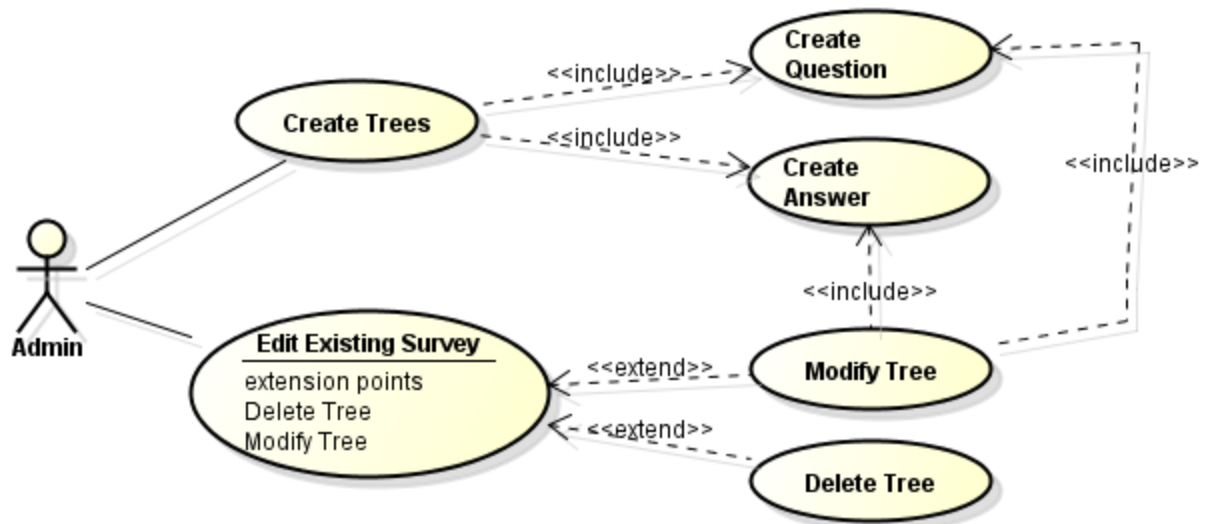 Create
Question
<<include>>
Create Trees
<<include>>
Create
Answer
<<include>>
Admin
<<include>>
Edit Existing Survey
extension points
Delete Tree
Modify Tree
<<extend>>
Modify Tree
<<extend>>
Delete Tree